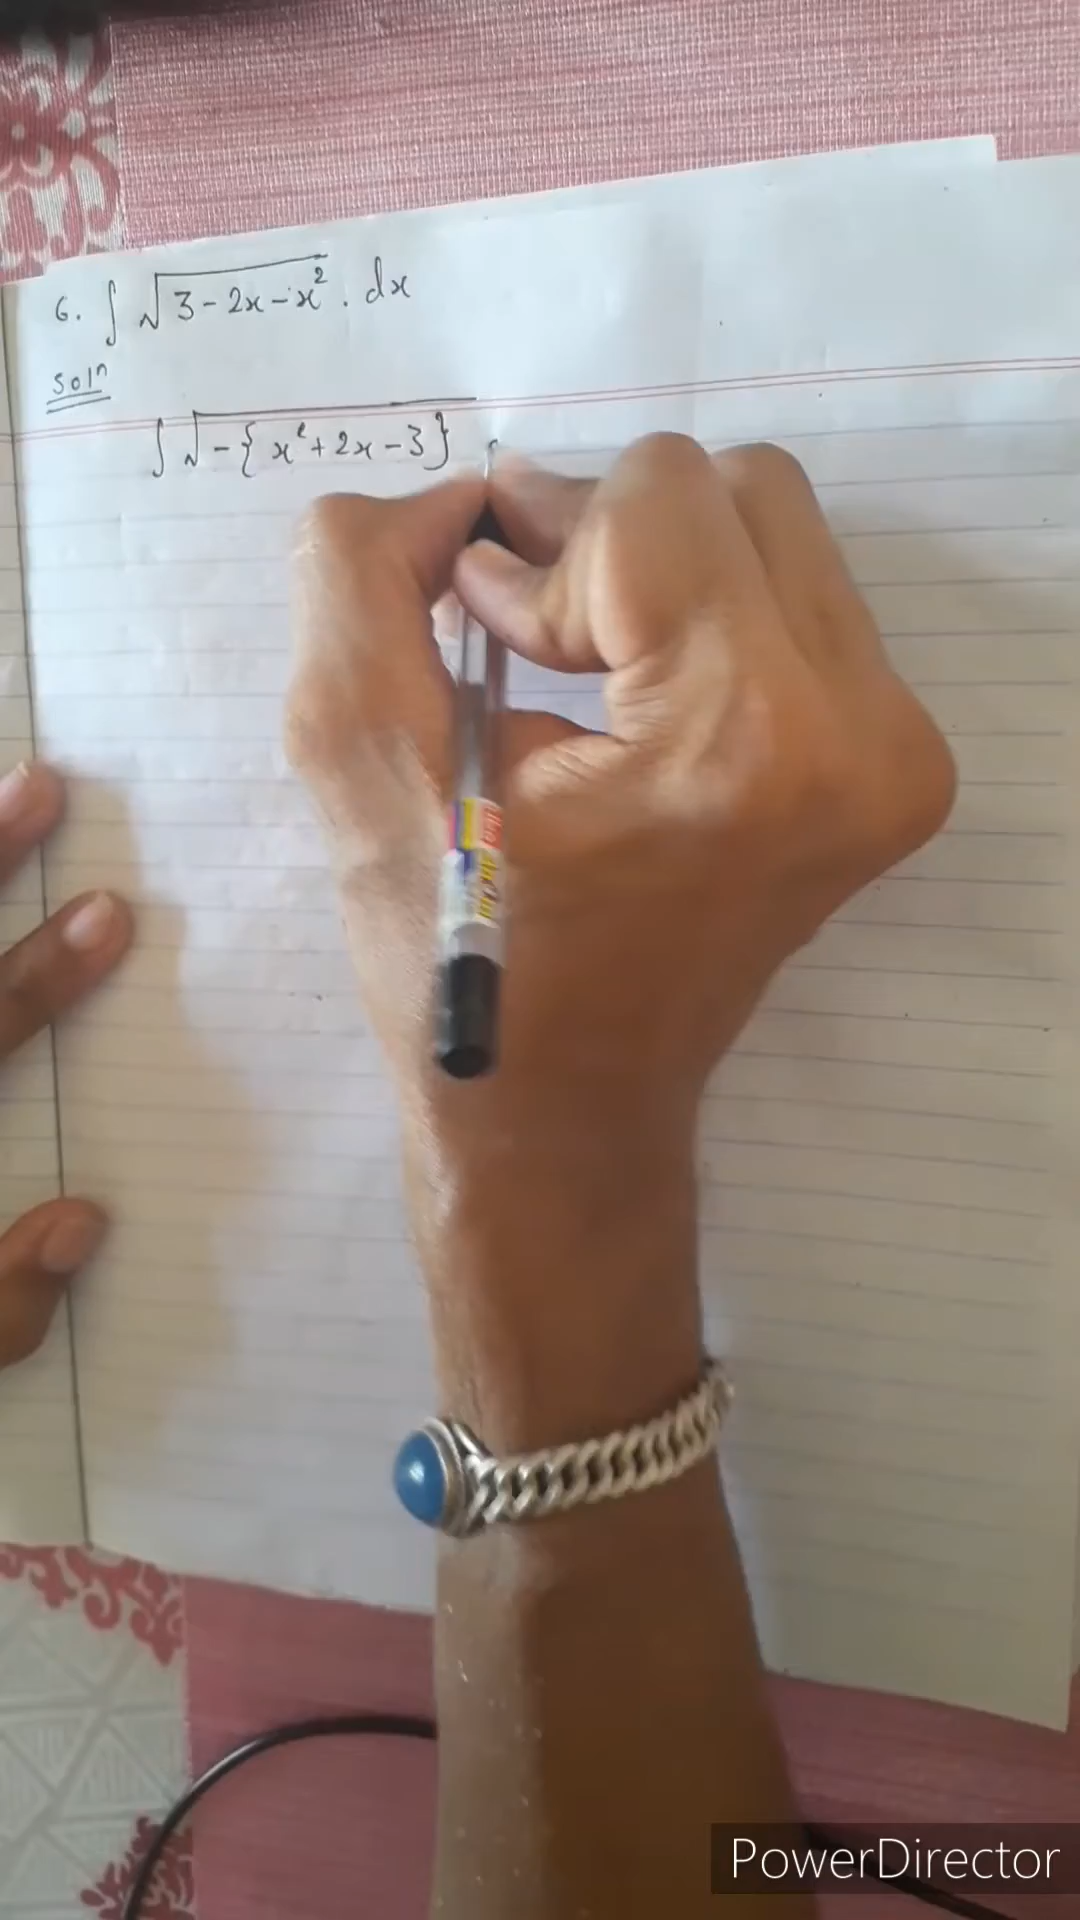 6. ∫ √3-2x-x² . dx
Solⁿ
∫ √-{ x²+2x-3}
PowerDirector